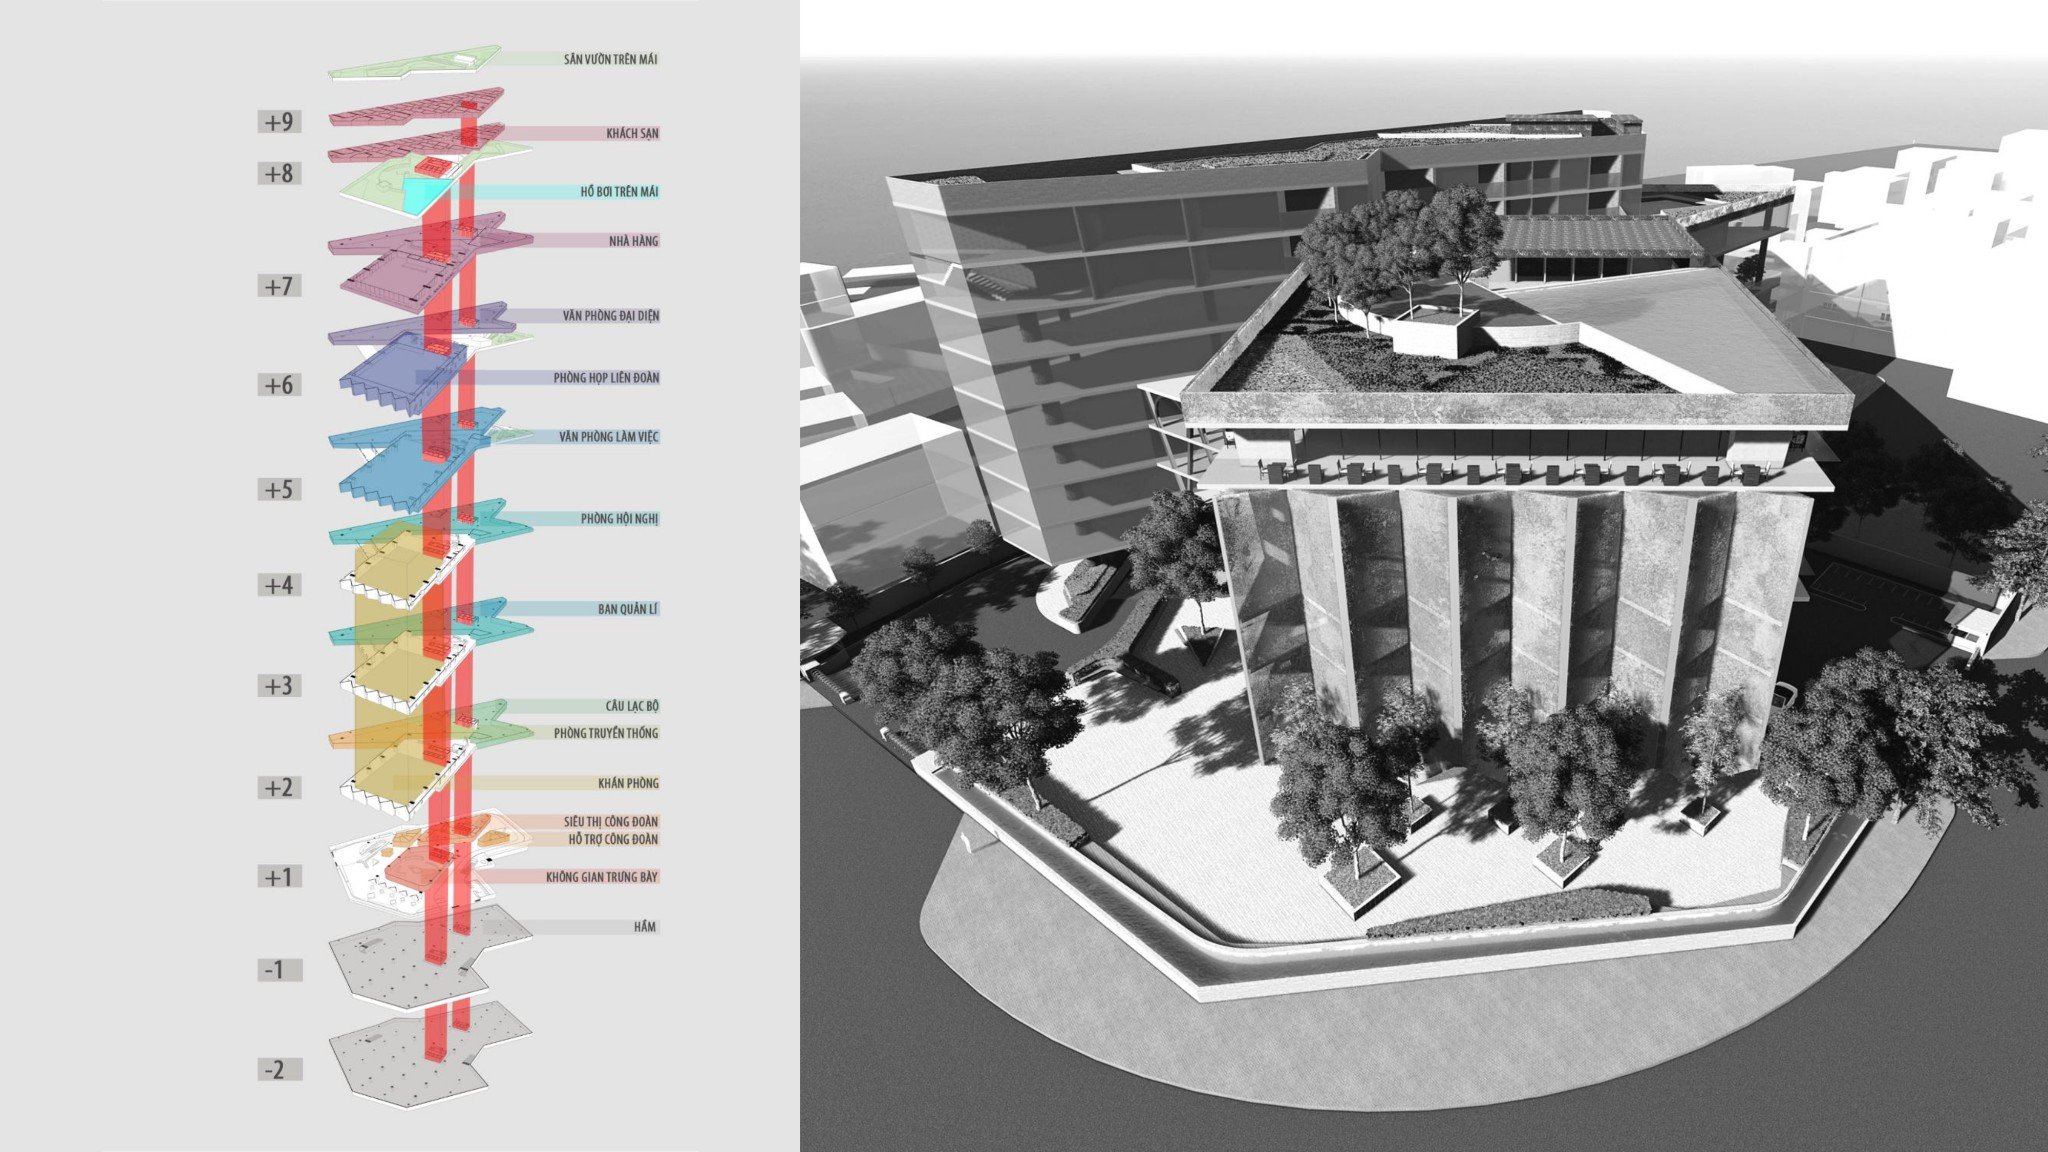 SÂN VƯỜN TRÊN MÁI
+9
KHÁCH SẠN
+8
HỒ BƠI TRÊN MÁI
NHÀ HÀNG
+7
VĂN PHÒNG ĐẠI DIỆN
PHÒNG HỌP LIÊN ĐOÀN
+6
VĂN PHÒNG LÀM VIỆC
+5
PHÒNG HỘI NGHỊ
+4
BAN QUẢN LÍ
+3
CÂU LẠC BỘ
PHÒNG TRUYỀN THỐNG
KHÁN PHÒNG
+2
SIÊU THỊ CÔNG ĐOÀN
HỖ TRỢ CÔNG ĐOÀN
KHÔNG GIAN TRƯNG BÀY
+1
HẦM
-1
-2